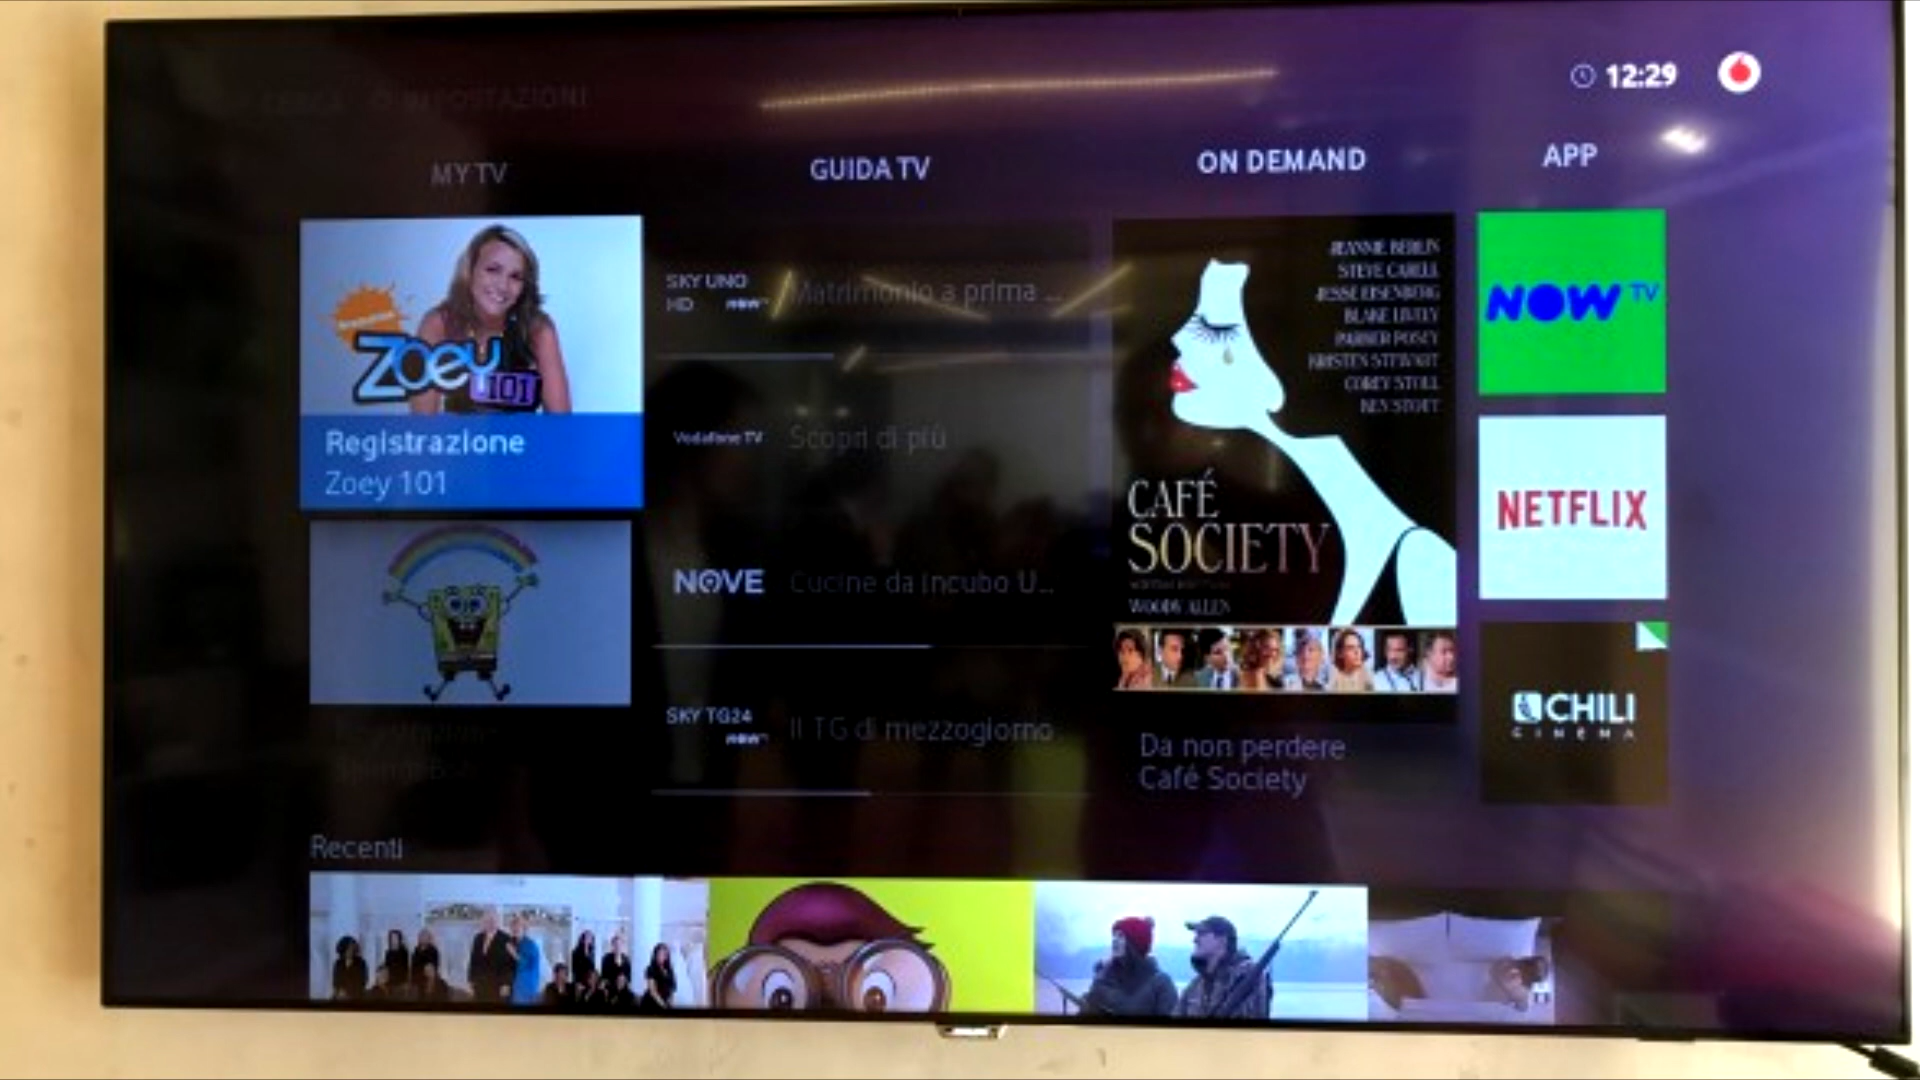 CERCA IMPOSTAZIONI
12:29
MY TV
GUIDA TV
ON DEMAND
APP
Zoey
101
Registrazione
Zoey 101
SKY UNO
HD
Matrimonio a prima ...
Vodafone TV
Scopri di più
NOVE
Cucine da incubo U...
SKY TG24
Il TG di mezzogiorno
JEANNIE BERLIN
STEVE CARELL
JESSE EISENBERG
BLAKE LIVELY
PARKER POSEY
KRISTEN STEWART
COREY STOLL
KEN STOTT
CAFÉ
SOCIETY
WOODY ALLEN
Da non perdere
Café Society
NOW TV
NETFLIX
CHILI
CINEMA
Recenti